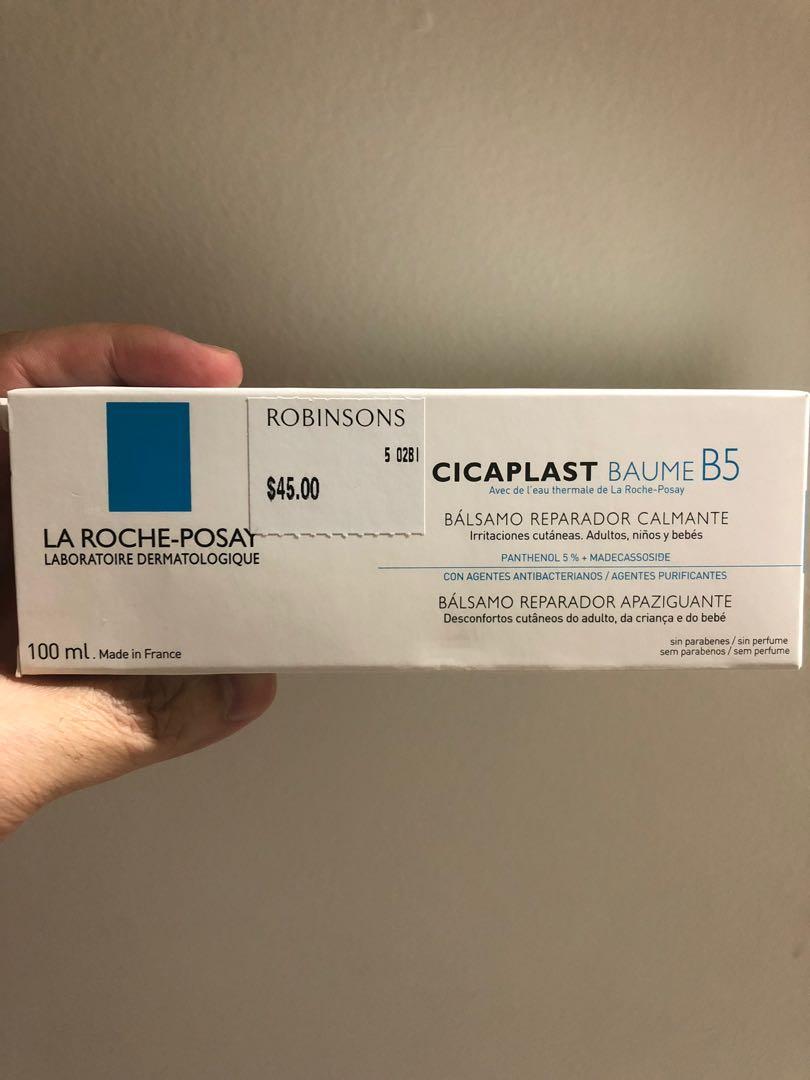 ROBINSONS
5 02BI
$45.00
LA ROCHE-POSAY
LABORATOIRE DERMATOLOGIQUE
100 ml. Made in France
CICAPLAST BAUME B5
Avec de l'eau thermale de La Roche-Posay
BÁLSAMO REPARADOR CALMANTE
Irritaciones cutáneas. Adultos, niños y bebés
PANTHENOL 5 % + MADECASSOSIDE
CON AGENTES ANTIBACTERIANOS / AGENTES PURIFICANTES
BÁLSAMO REPARADOR APAZIGUANTE
Desconfortos cutâneos do adulto, da criança e do bebé
sin parabenes / sin perfume
sem parabenos / sem perfume